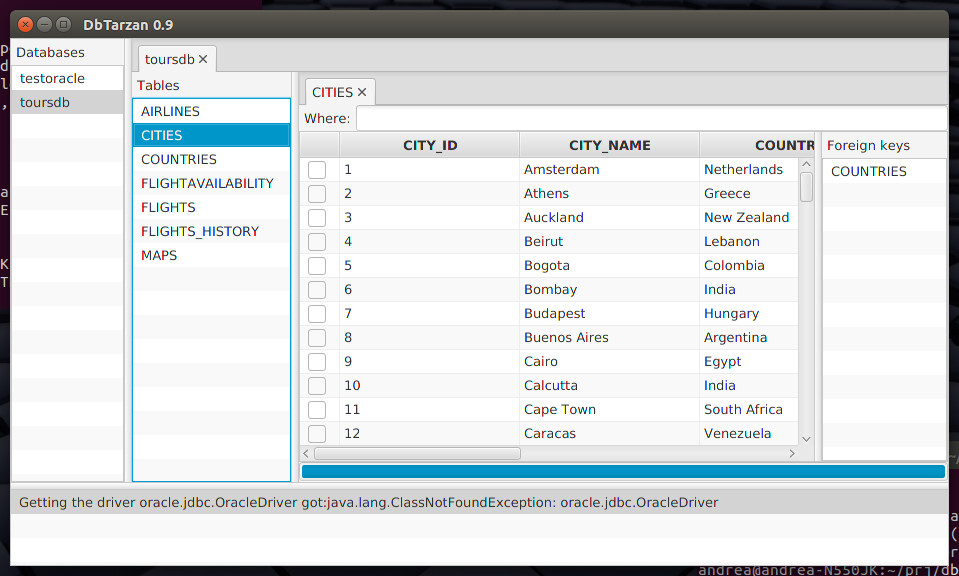 DbTarzan 0.9
Databases
testoracle
toursdb
toursdb
Tables
AIRLINES
CITIES
COUNTRIES
FLIGHTAVAILABILITY
FLIGHTS
FLIGHTS_HISTORY
MAPS
CITIES
Where:
CITY_ID CITY_NAME COUNTR
1 Amsterdam Netherlands
2 Athens Greece
3 Auckland New Zealand
4 Beirut Lebanon
5 Bogota Colombia
6 Bombay India
7 Budapest Hungary
8 Buenos Aires Argentina
9 Cairo Egypt
10 Calcutta India
11 Cape Town South Africa
12 Caracas Venezuela
Foreign keys
COUNTRIES
Getting the driver oracle.jdbc.OracleDriver got:java.lang.ClassNotFoundException: oracle.jdbc.OracleDriver
andrea@andrea-N550JK:~/prj/db